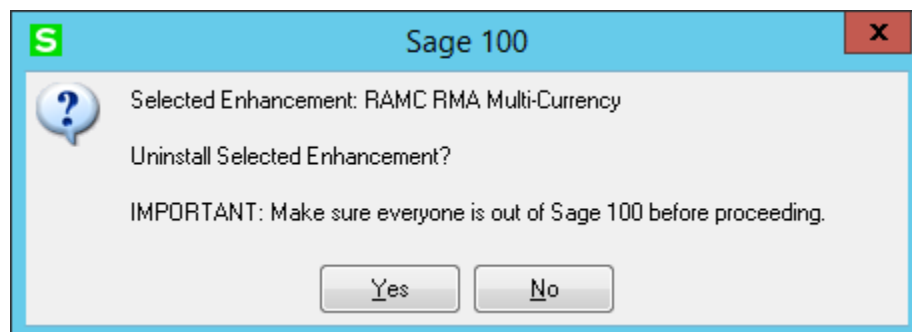 S
Sage 100
x
?
Selected Enhancement: RAMC RMA Multi-Currency
Uninstall Selected Enhancement?
IMPORTANT: Make sure everyone is out of Sage 100 before proceeding.
Yes
No